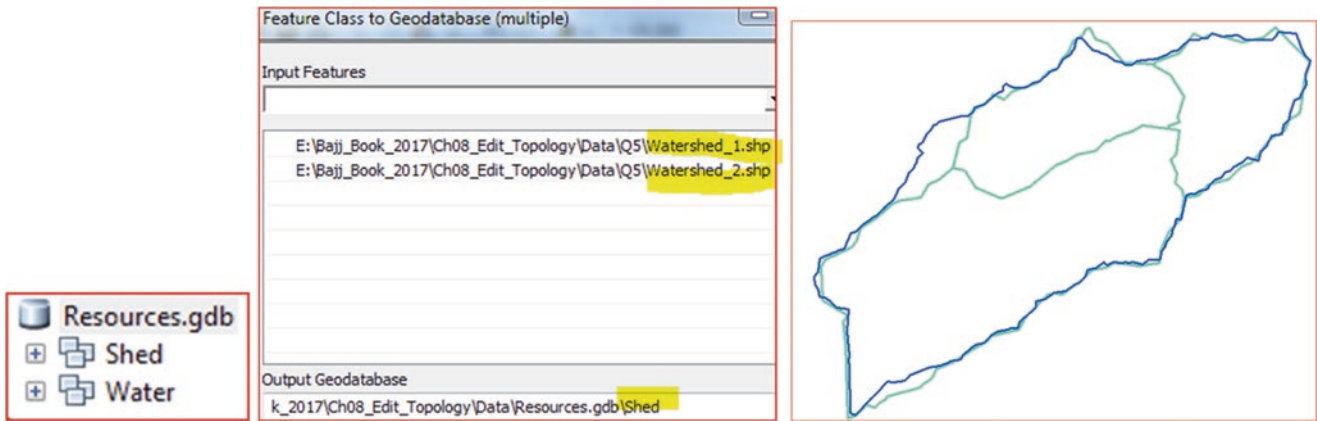 Resources.gdb
Shed
Water
Feature Class to Geodatabase (multiple)
Input Features
E:\Bajj_Book_2017\Ch08_Edit_Topology\Data\Q5\Watershed_1.shp
E:\Bajj_Book_2017\Ch08_Edit_Topology\Data\Q5\Watershed_2.shp
Output Geodatabase
k_2017\Ch08_Edit_Topology\Data\Resources.gdb\Shed